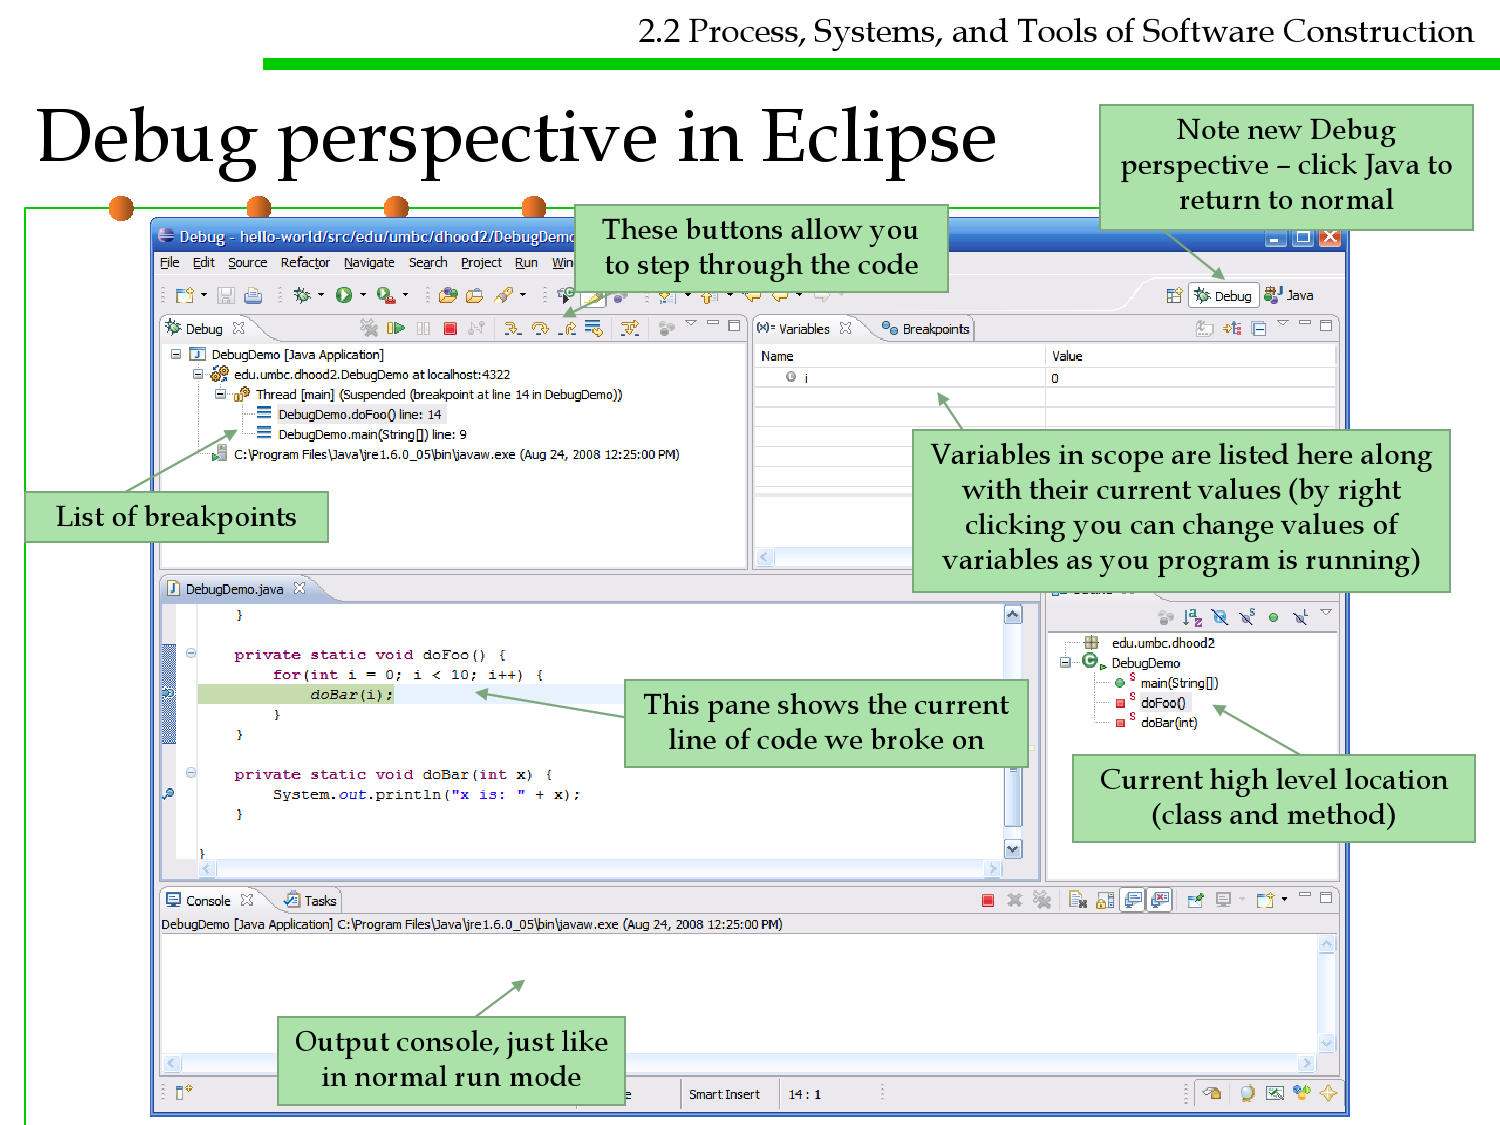 2.2 Process, Systems, and Tools of Software Construction
Debug perspective in Eclipse
Note new Debug
perspective – click Java to
return to normal
These buttons allow you
to step through the code
Debug - hello-world/src/edu/umbc/dhood2/DebugDemo
File Edit Source Refactor Navigate Search Project Run Win
Debug Java
Debug
DebugDemo [Java Application]
edu.umbc.dhood2.DebugDemo at localhost:4322
Thread [main] (Suspended (breakpoint at line 14 in DebugDemo))
DebugDemo.doFoo() line: 14
DebugDemo.main(String[]) line: 9
C:\Program Files\Java\jre1.6.0_05\bin\javaw.exe (Aug 24, 2008 12:25:00 PM)
(x)= Variables Breakpoints
Name Value
i 0
List of breakpoints
Variables in scope are listed here along
with their current values (by right
clicking you can change values of
variables as you program is running)
DebugDemo.java
}
private static void doFoo() {
for(int i = 0; i < 10; i++) {
doBar(i);
}
}
private static void doBar(int x) {
System.out.println("x is: " + x);
}
}
This pane shows the current
line of code we broke on
edu.umbc.dhood2
DebugDemo
main(String[])
doFoo()
doBar(int)
Current high level location
(class and method)
Console Tasks
DebugDemo [Java Application] C:\Program Files\Java\jre1.6.0_05\bin\javaw.exe (Aug 24, 2008 12:25:00 PM)
Output console, just like
in normal run mode
Smart Insert 14 : 1